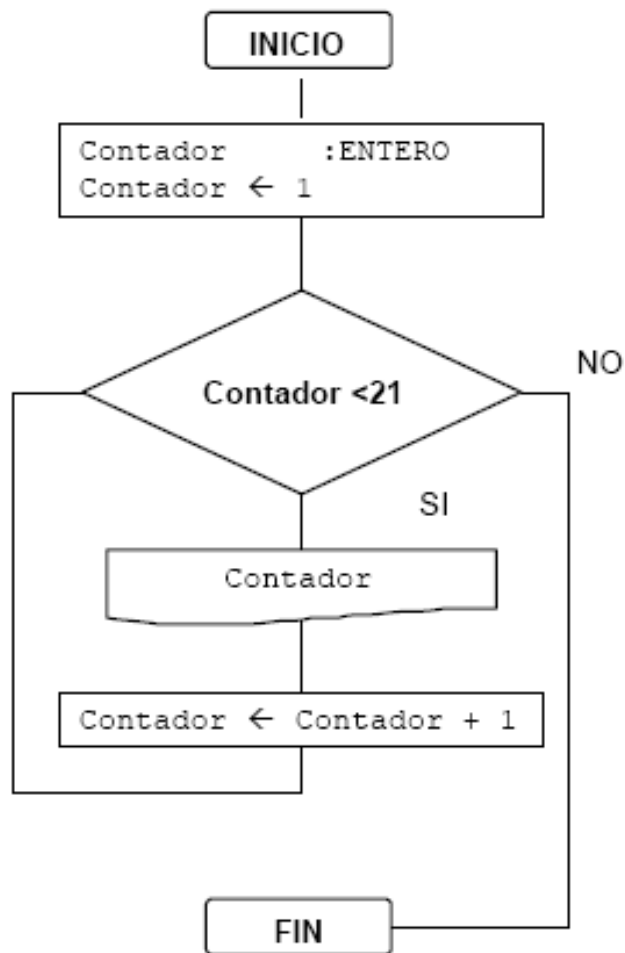 INICIO
Contador :ENTERO
Contador ← 1
Contador <21
NO
SI
Contador
Contador ← Contador + 1
FIN